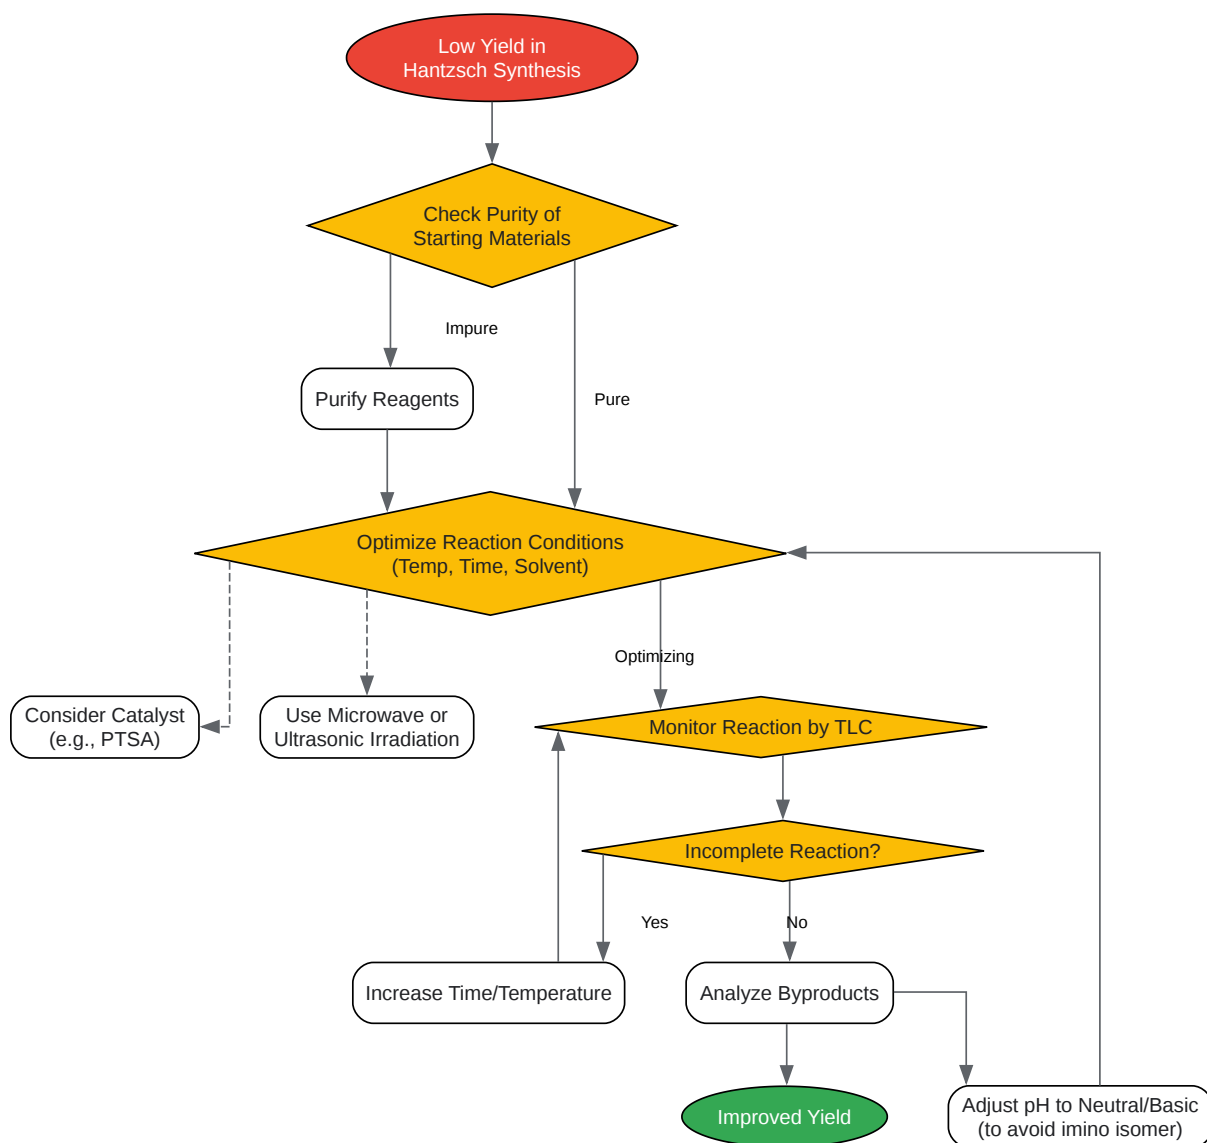 Low Yield in
Hantzsch Synthesis
Check Purity of
Starting Materials
Impure
Purify Reagents
Pure
Optimize Reaction Conditions
(Temp, Time, Solvent)
Optimizing
Consider Catalyst
(e.g., PTSA)
Use Microwave or
Ultrasonic Irradiation
Monitor Reaction by TLC
Incomplete Reaction?
Yes
No
Increase Time/Temperature
Analyze Byproducts
Improved Yield
Adjust pH to Neutral/Basic
(to avoid imino isomer)